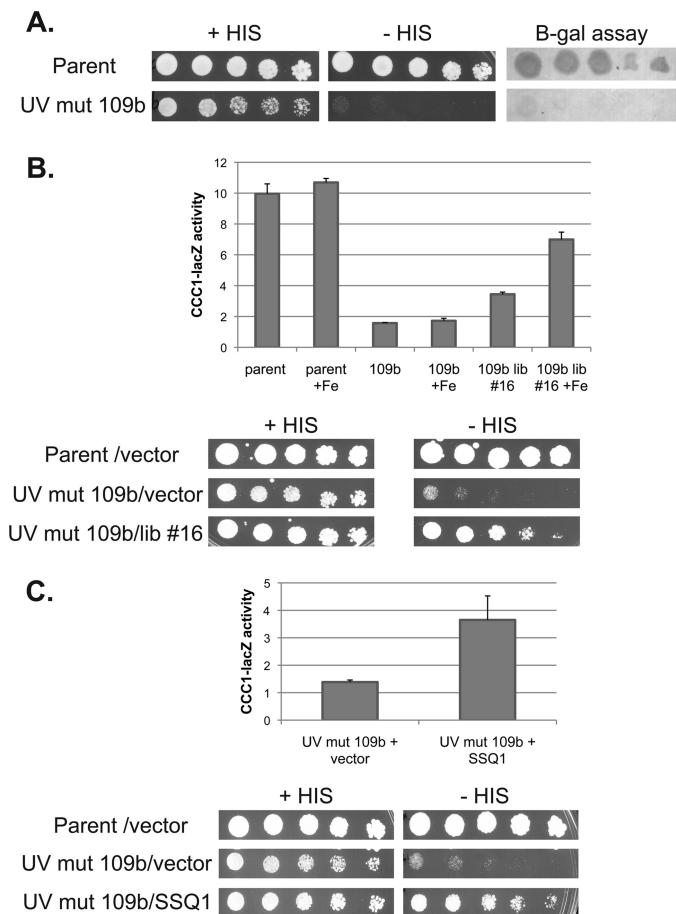 A.
+ HIS
- HIS
B-gal assay
Parent
UV mut 109b
B.
CCC1-lacZ activity
12
10
8
6
4
2
0
parent
parent
+Fe
109b
109b
+Fe
109b lib
#16
109b lib
#16 +Fe
+ HIS
- HIS
Parent /vector
UV mut 109b/vector
UV mut 109b/lib #16
C.
CCC1-lacZ activity
5
4
3
2
1
0
UV mut 109b +
vector
UV mut 109b +
SSQ1
+ HIS
- HIS
Parent /vector
UV mut 109b/vector
UV mut 109b/SSQ1